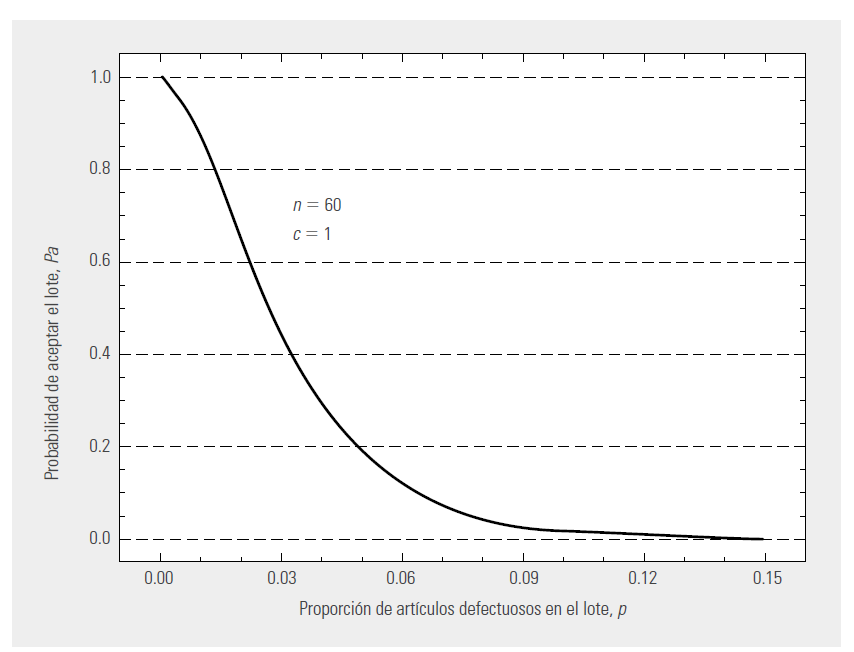 1.0
0.8
n = 60
c = 1
0.6
0.4
0.2
0.0
Probabilidad de aceptar el lote, Pa
0.00 0.03 0.06 0.09 0.12 0.15
Proporción de artículos defectuosos en el lote, p